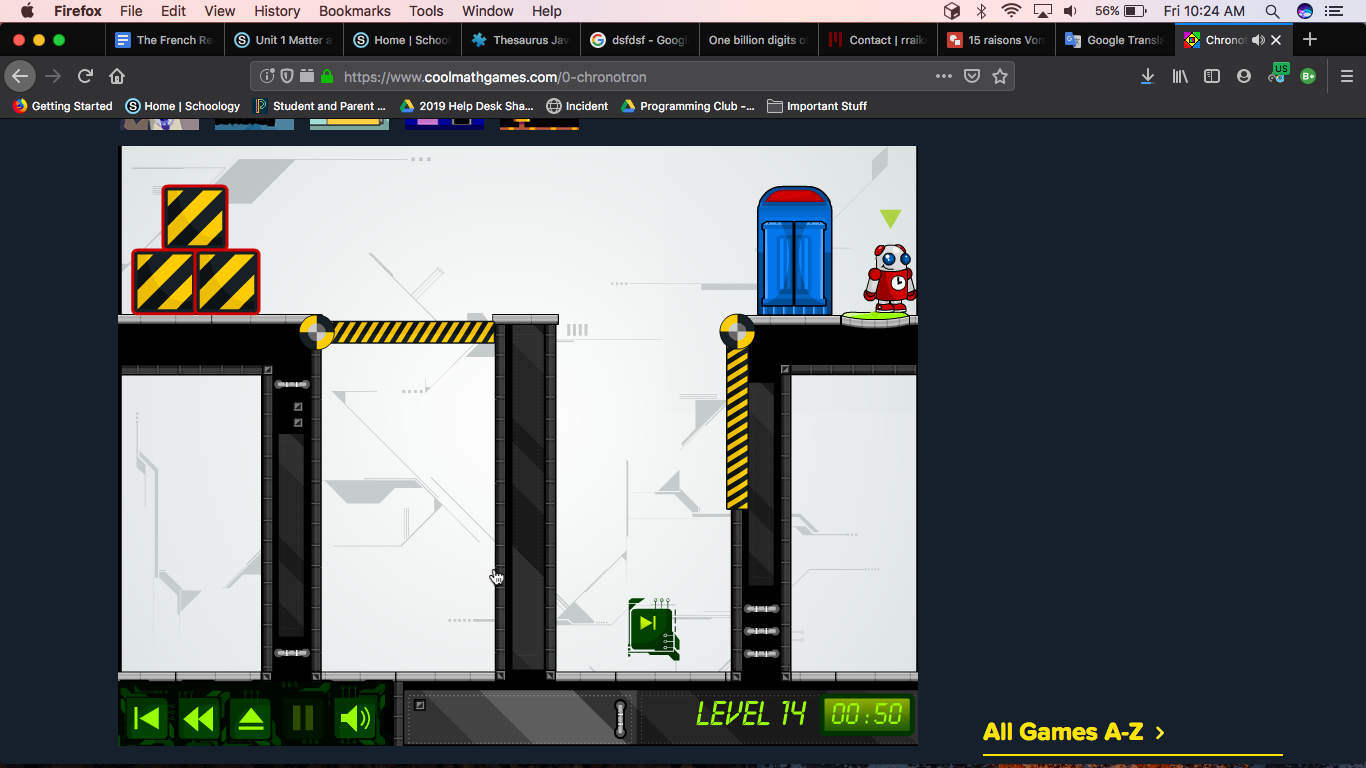 Firefox File Edit View History Bookmarks Tools Window Help 56% Fri 10:24 AM
The French Re Unit 1 Matter a Home | School Thesaurus Jav dsfdsf - Googl One billion digits o Contact | rraik 15 raisons Vor Google Transla Chronot
https://www.coolmathgames.com/0-chronotron US B+
Getting Started Home | Schoology Student and Parent ... 2019 Help Desk Sha... Incident Programming Club -... Important Stuff
LEVEL 14 00:50
All Games A-Z >